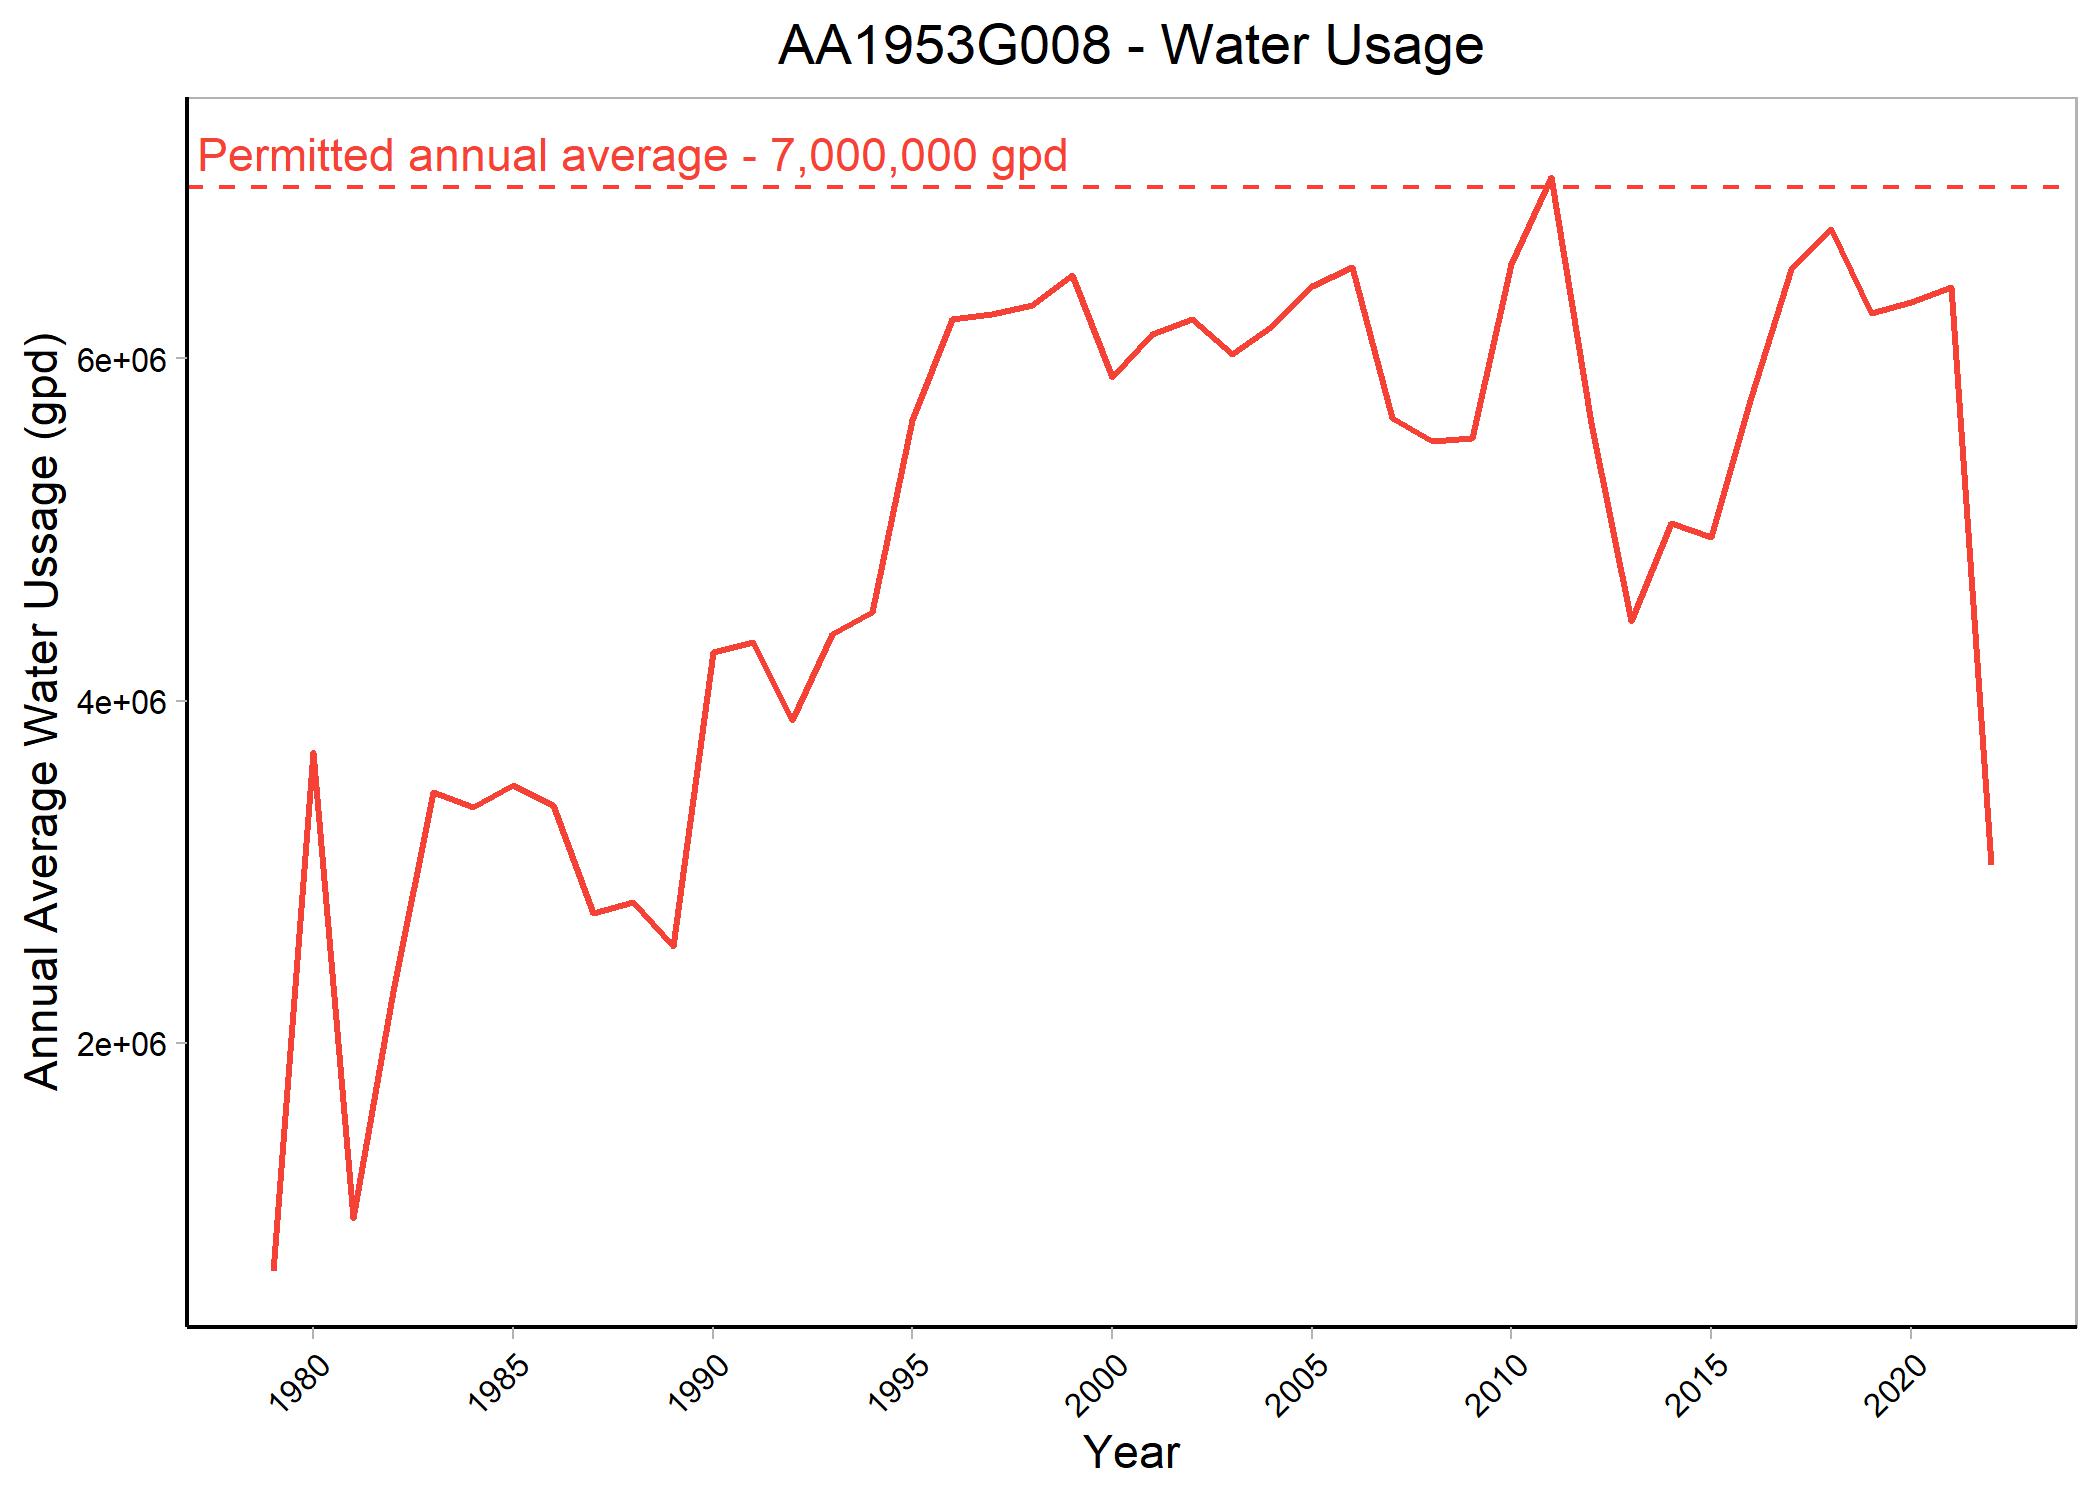 AA1953G008 - Water Usage
Permitted annual average - 7,000,000 gpd
Annual Average Water Ussage (gpd)
6e+06
4e+06
2e+06
1980
1985
1990
1995
2000
2005
2010
2015
2020
Year